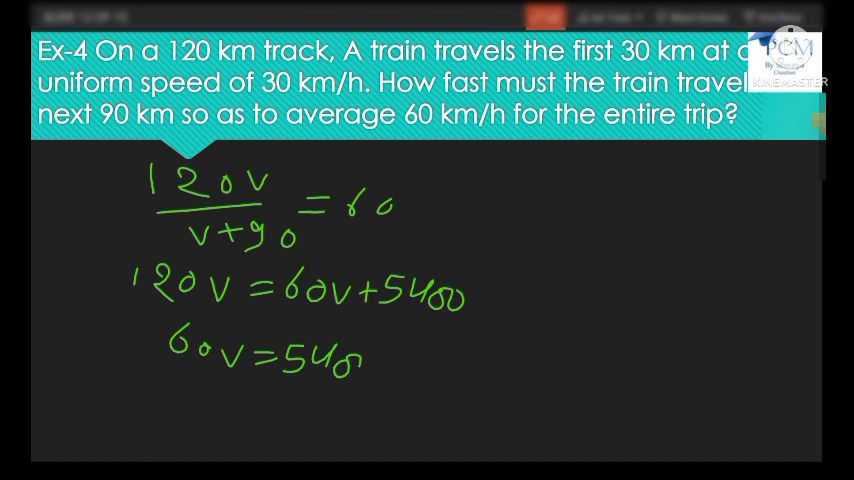 Ex-4 On a 120 km track, A train travels the first 30 km at a
uniform speed of 30 km/h. How fast must the train travel
next 90 km so as to average 60 km/h for the entire trip?
PCM
KINEMASTER
120v
v+90
= 60
120v = 60v+5400
60v = 540